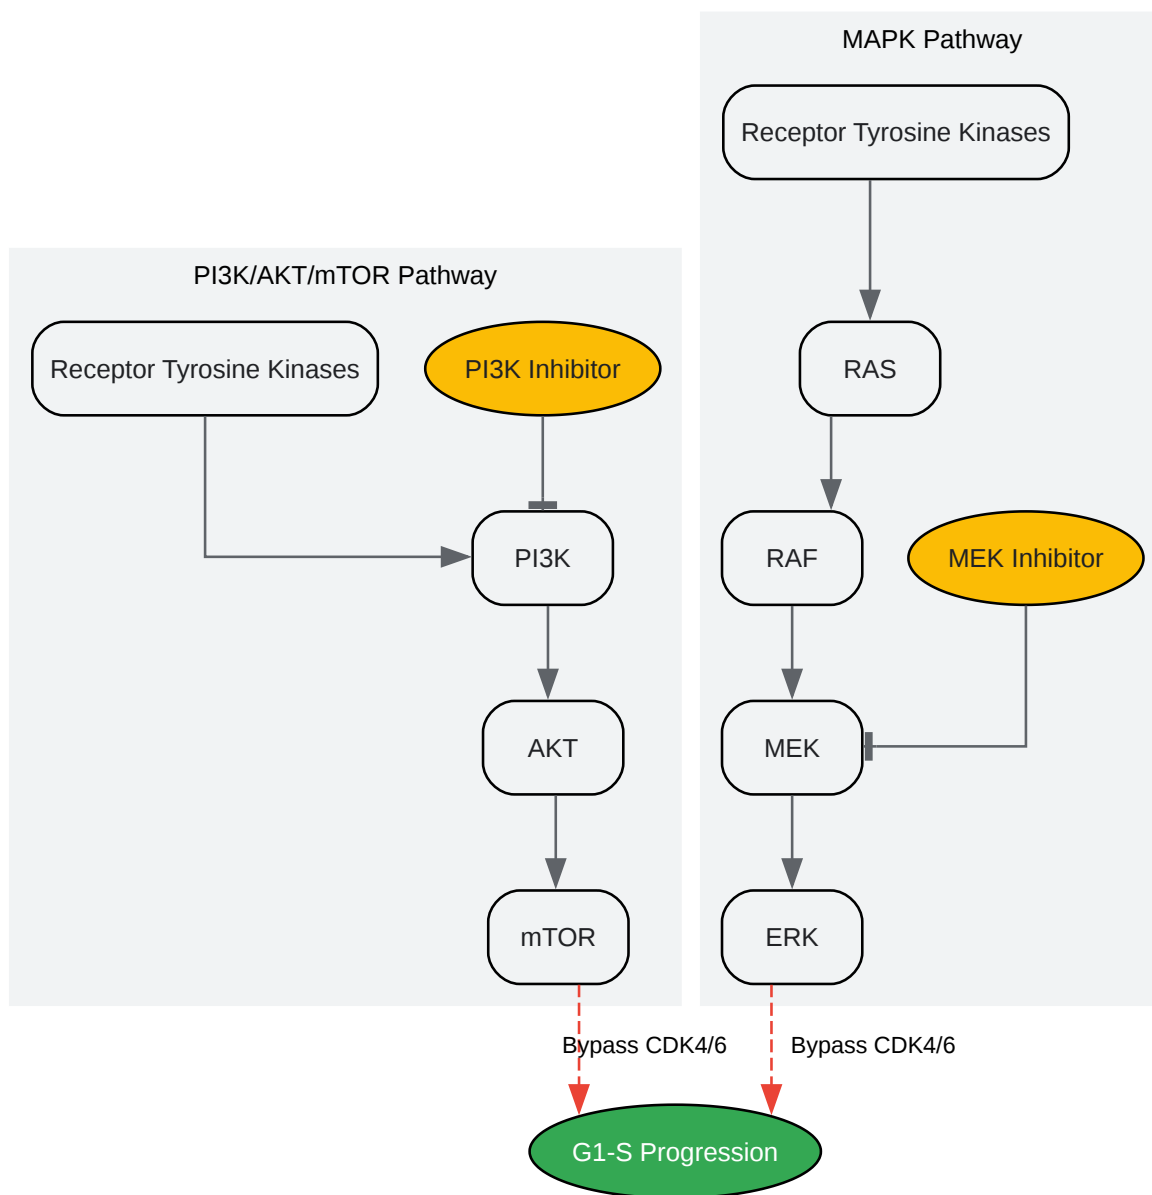 MAPK Pathway
Receptor Tyrosine Kinases
PI3K/AKT/mTOR Pathway
Receptor Tyrosine Kinases
PI3K Inhibitor
RAS
PI3K
RAF
MEK Inhibitor
AKT
MEK
mTOR
ERK
Bypass CDK4/6
Bypass CDK4/6
G1-S Progression